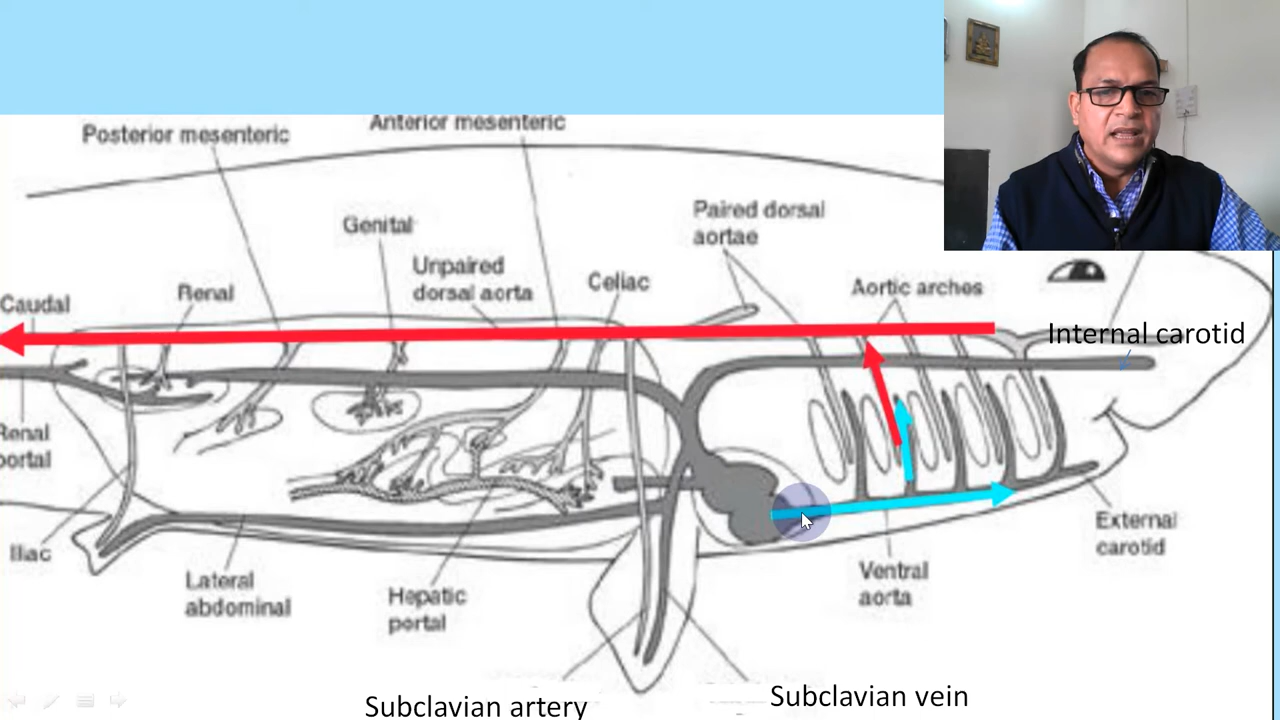 Posterior mesenteric
Anterior mesenteric
Paired dorsal
aortae
Genital
Unpaired
dorsal aorta
Celiac
Aortic arches
Caudal
Renal
Internal carotid
Renal
portal
Iliac
Lateral
abdominal
Hepatic
portal
Ventral
aorta
External
carotid
Subclavian artery
Subclavian vein